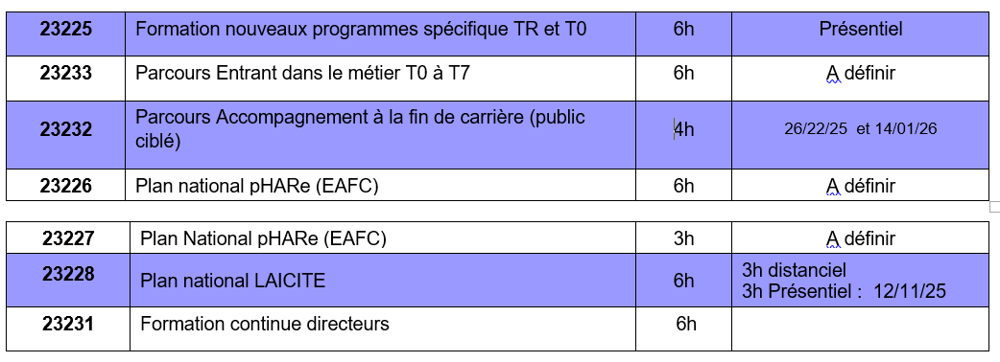 23225 Formation nouveaux programmes spécifique TR et T0 6h Présentiel
23233 Parcours Entrant dans le métier T0 à T7 6h A définir
23232 Parcours Accompagnement à la fin de carrière (public
ciblé) 4h 26/22/25 et 14/01/26
23226 Plan national pHARe (EAFC) 6h A définir
23227 Plan National pHARe (EAFC) 3h A définir
23228 Plan national LAICITE 6h 3h distanciel
3h Présentiel : 12/11/25
23231 Formation continue directeurs 6h